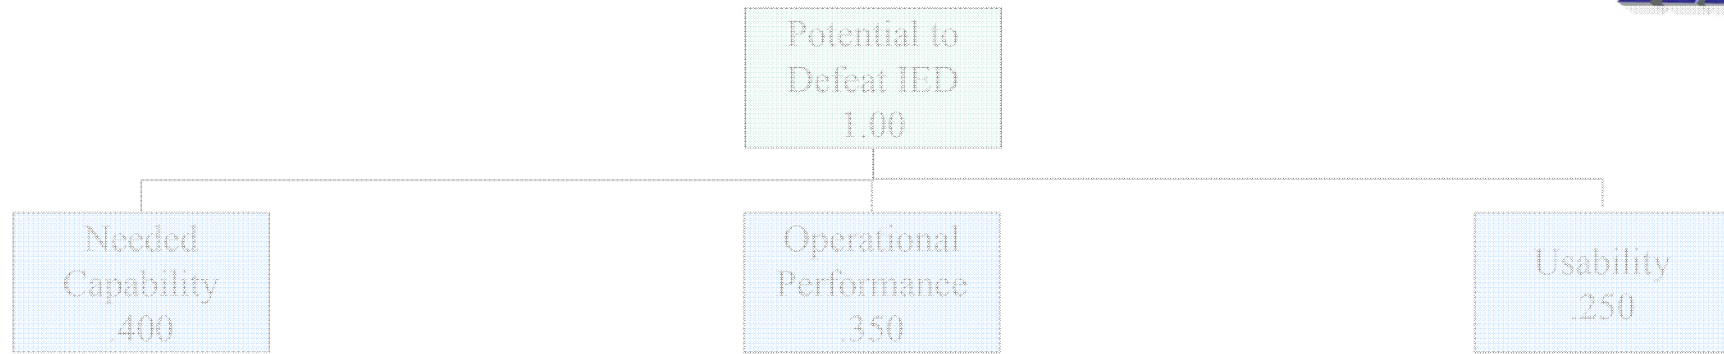 Potential to
Defeat IED
1.00
Needed
Capability
.400
Operational
Performance
.350
Usability
.250